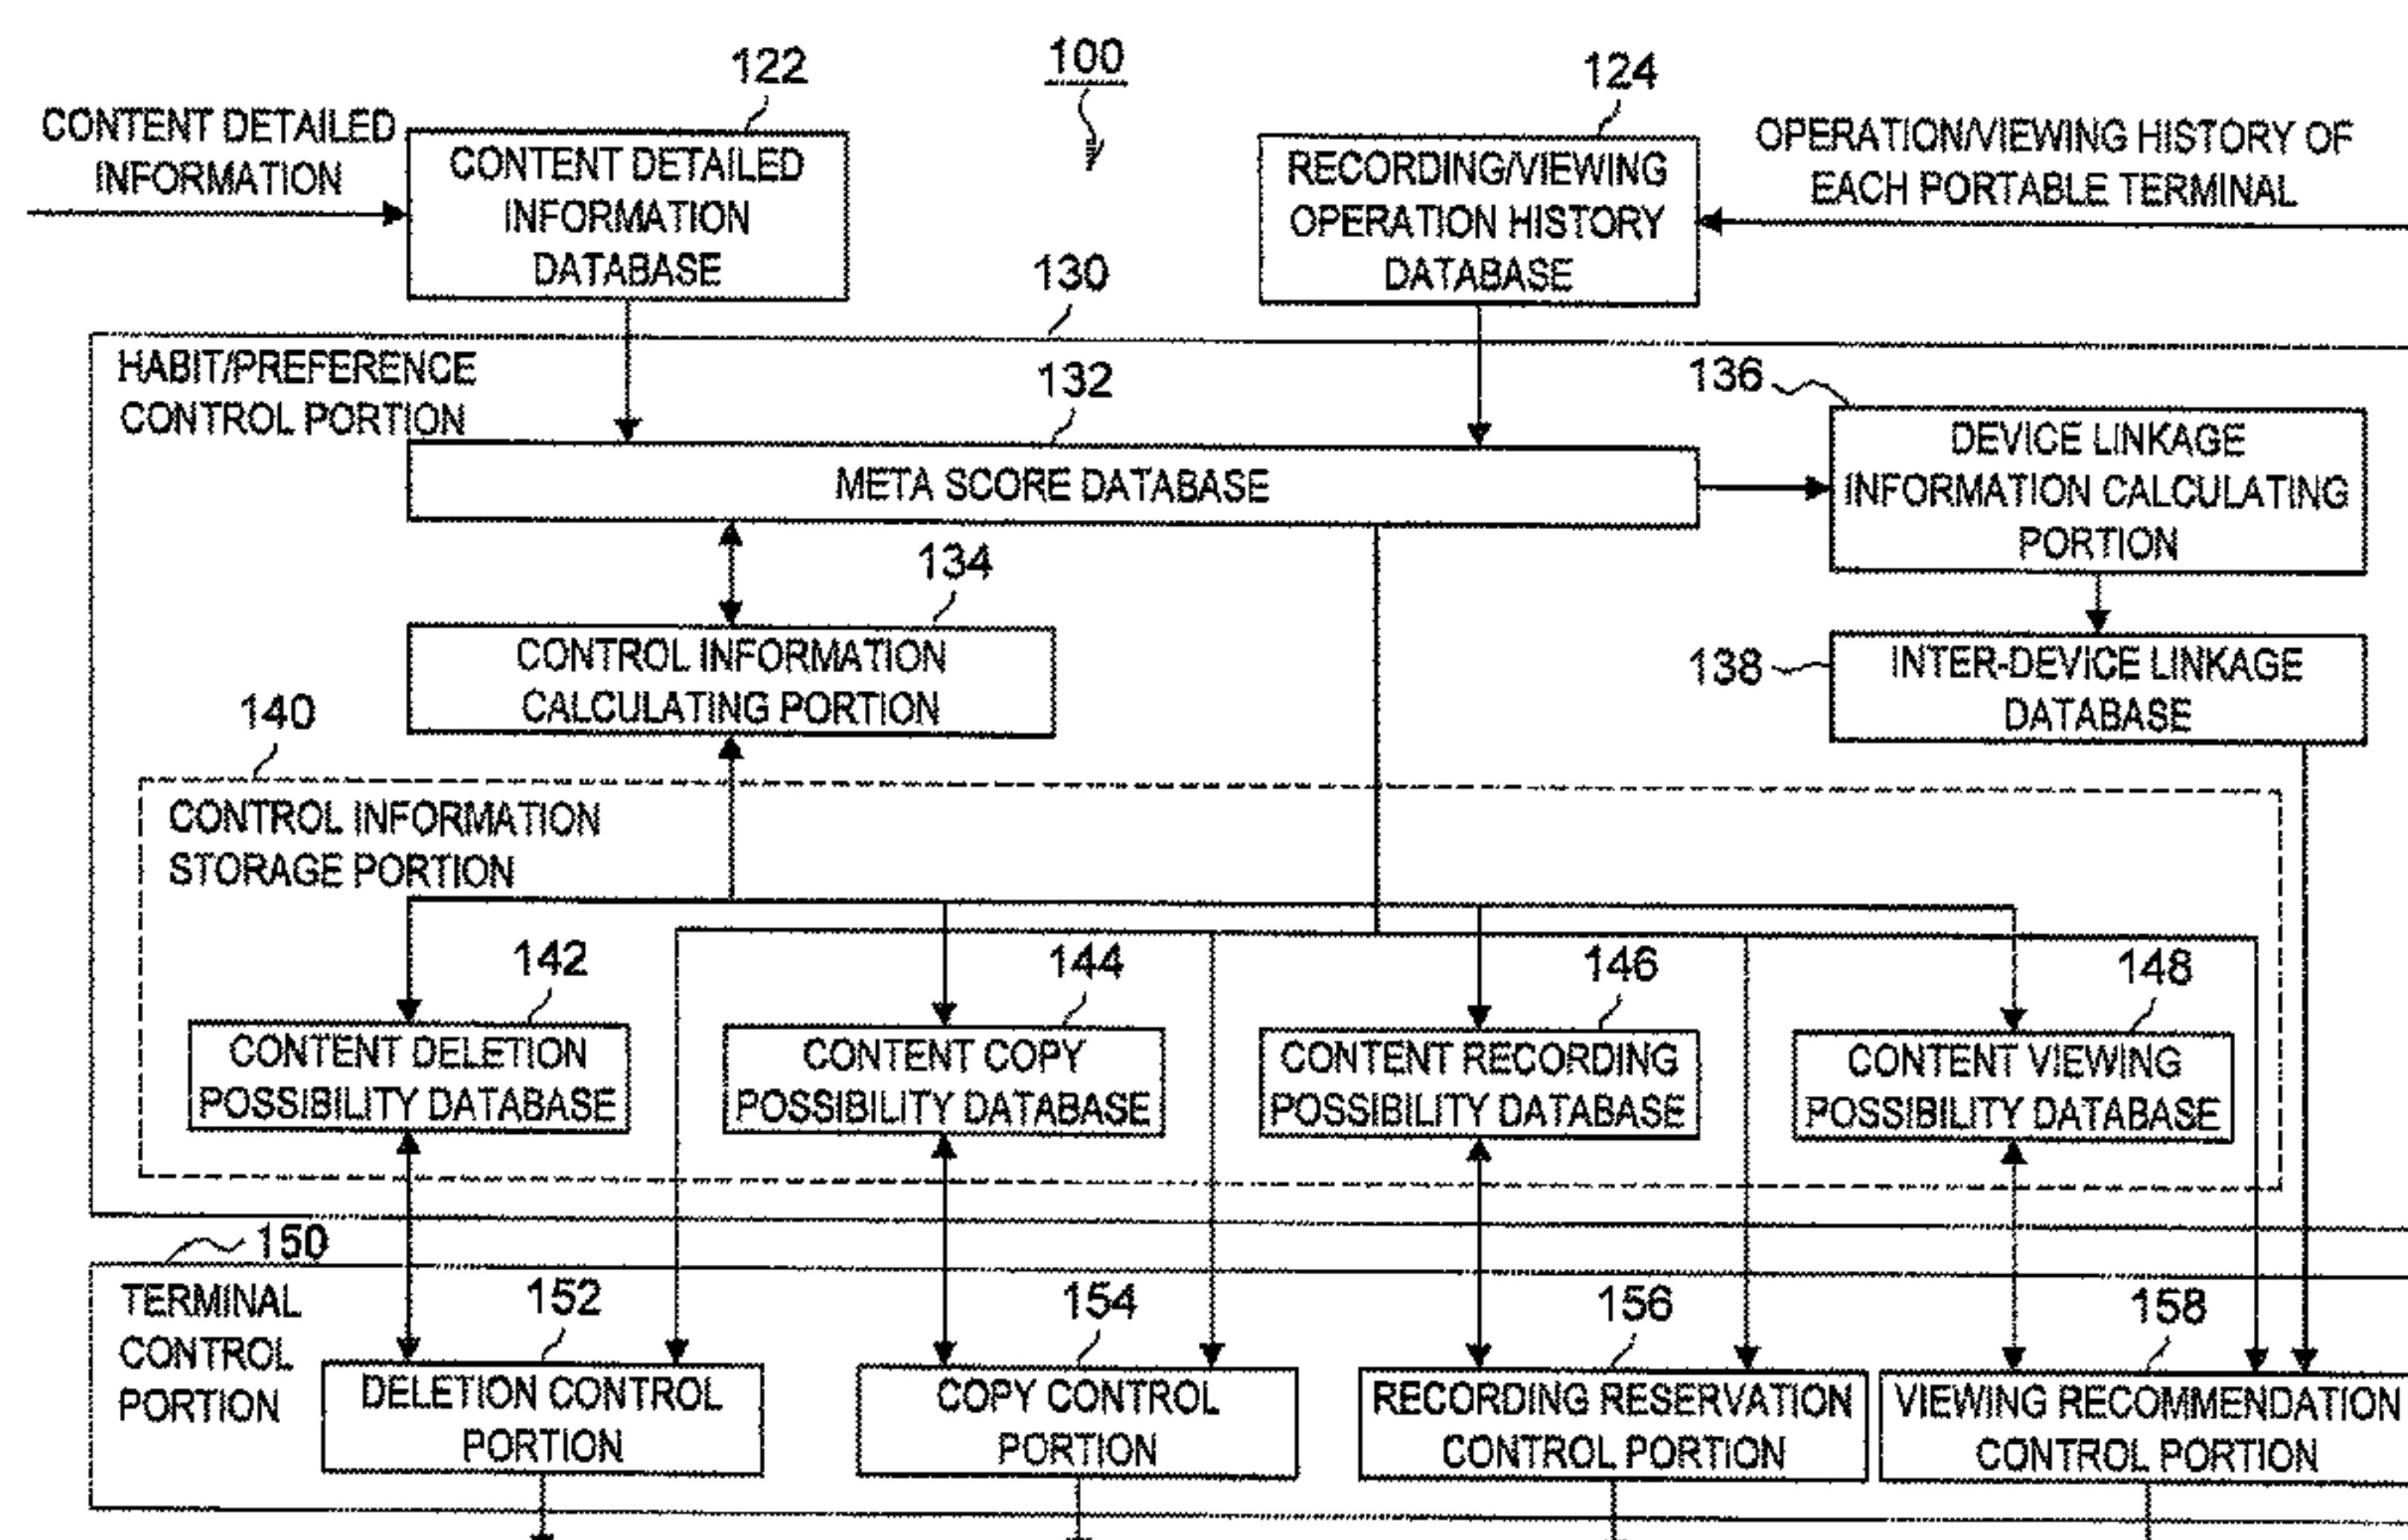 122
100
124
CONTENT DETAILED
INFORMATION
CONTENT DETAILED
INFORMATION
DATABASE
RECORDING/VIEWING
OPERATION HISTORY
DATABASE
OPERATION/VIEWING HISTORY OF
EACH PORTABLE TERMINAL
130
HABIT/PREFERENCE
CONTROL PORTION
132
136
META SCORE DATABASE
DEVICE LINKAGE
INFORMATION CALCULATING
PORTION
134
CONTROL INFORMATION
CALCULATING PORTION
138
INTER-DEVICE LINKAGE
DATABASE
140
CONTROL INFORMATION
STORAGE PORTION
142
144
146
148
CONTENT DELETION
POSSIBILITY DATABASE
CONTENT COPY
POSSIBILITY DATABASE
CONTENT RECORDING
POSSIBILITY DATABASE
CONTENT VIEWING
POSSIBILITY DATABASE
150
TERMINAL
CONTROL
PORTION
152
154
156
158
DELETION CONTROL
PORTION
COPY CONTROL
PORTION
RECORDING RESERVATION
CONTROL PORTION
VIEWING RECOMMENDATION
CONTROL PORTION